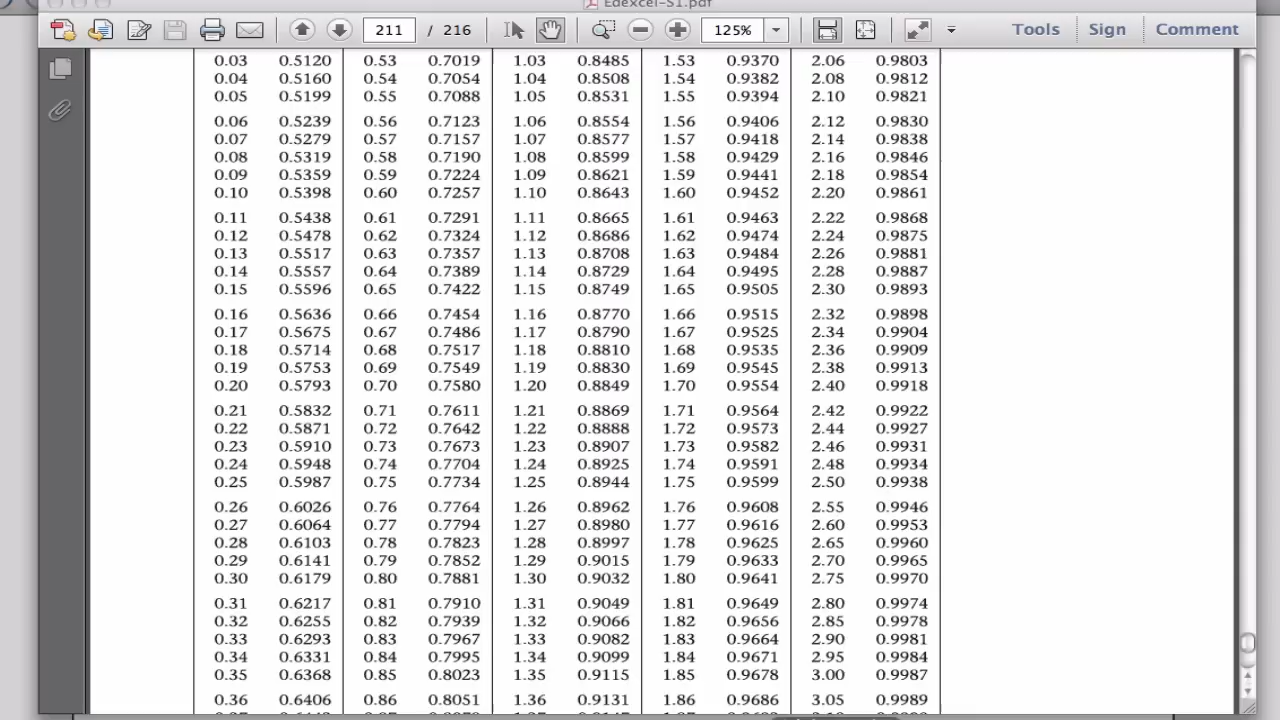 Edexcel-S1.pdf
211 / 216 125% Tools Sign Comment
0.03 0.5120 0.53 0.7019 1.03 0.8485 1.53 0.9370 2.06 0.9803
0.04 0.5160 0.54 0.7054 1.04 0.8508 1.54 0.9382 2.08 0.9812
0.05 0.5199 0.55 0.7088 1.05 0.8531 1.55 0.9394 2.10 0.9821
0.06 0.5239 0.56 0.7123 1.06 0.8554 1.56 0.9406 2.12 0.9830
0.07 0.5279 0.57 0.7157 1.07 0.8577 1.57 0.9418 2.14 0.9838
0.08 0.5319 0.58 0.7190 1.08 0.8599 1.58 0.9429 2.16 0.9846
0.09 0.5359 0.59 0.7224 1.09 0.8621 1.59 0.9441 2.18 0.9854
0.10 0.5398 0.60 0.7257 1.10 0.8643 1.60 0.9452 2.20 0.9861
0.11 0.5438 0.61 0.7291 1.11 0.8665 1.61 0.9463 2.22 0.9868
0.12 0.5478 0.62 0.7324 1.12 0.8686 1.62 0.9474 2.24 0.9875
0.13 0.5517 0.63 0.7357 1.13 0.8708 1.63 0.9484 2.26 0.9881
0.14 0.5557 0.64 0.7389 1.14 0.8729 1.64 0.9495 2.28 0.9887
0.15 0.5596 0.65 0.7422 1.15 0.8749 1.65 0.9505 2.30 0.9893
0.16 0.5636 0.66 0.7454 1.16 0.8770 1.66 0.9515 2.32 0.9898
0.17 0.5675 0.67 0.7486 1.17 0.8790 1.67 0.9525 2.34 0.9904
0.18 0.5714 0.68 0.7517 1.18 0.8810 1.68 0.9535 2.36 0.9909
0.19 0.5753 0.69 0.7549 1.19 0.8830 1.69 0.9545 2.38 0.9913
0.20 0.5793 0.70 0.7580 1.20 0.8849 1.70 0.9554 2.40 0.9918
0.21 0.5832 0.71 0.7611 1.21 0.8869 1.71 0.9564 2.42 0.9922
0.22 0.5871 0.72 0.7642 1.22 0.8888 1.72 0.9573 2.44 0.9927
0.23 0.5910 0.73 0.7673 1.23 0.8907 1.73 0.9582 2.46 0.9931
0.24 0.5948 0.74 0.7704 1.24 0.8925 1.74 0.9591 2.48 0.9934
0.25 0.5987 0.75 0.7734 1.25 0.8944 1.75 0.9599 2.50 0.9938
0.26 0.6026 0.76 0.7764 1.26 0.8962 1.76 0.9608 2.55 0.9946
0.27 0.6064 0.77 0.7794 1.27 0.8980 1.77 0.9616 2.60 0.9953
0.28 0.6103 0.78 0.7823 1.28 0.8997 1.78 0.9625 2.65 0.9960
0.29 0.6141 0.79 0.7852 1.29 0.9015 1.79 0.9633 2.70 0.9965
0.30 0.6179 0.80 0.7881 1.30 0.9032 1.80 0.9641 2.75 0.9970
0.31 0.6217 0.81 0.7910 1.31 0.9049 1.81 0.9649 2.80 0.9974
0.32 0.6255 0.82 0.7939 1.32 0.9066 1.82 0.9656 2.85 0.9978
0.33 0.6293 0.83 0.7967 1.33 0.9082 1.83 0.9664 2.90 0.9981
0.34 0.6331 0.84 0.7995 1.34 0.9099 1.84 0.9671 2.95 0.9984
0.35 0.6368 0.85 0.8023 1.35 0.9115 1.85 0.9678 3.00 0.9987
0.36 0.6406 0.86 0.8051 1.36 0.9131 1.86 0.9686 3.05 0.9989